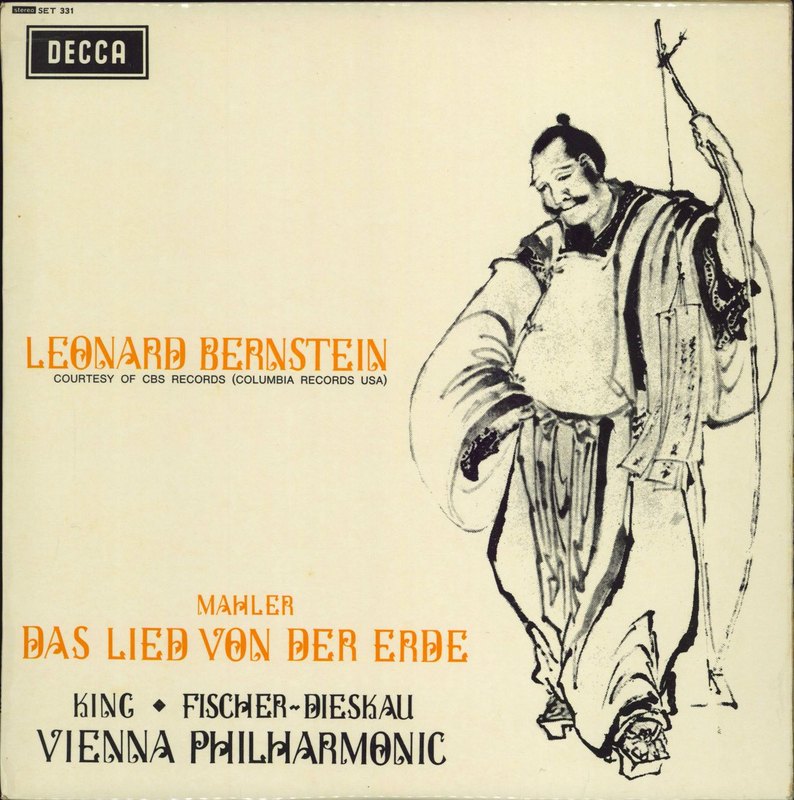 stereo SET 331
DECCA
LEONARD BERNSTEIN
COURTESY OF CBS RECORDS (COLUMBIA RECORDS USA)
MAHLER
DAS LIED VON DER ERDE
KING ◆ FISCHER~DIESKAU
VIENNA PHILHARMONIC